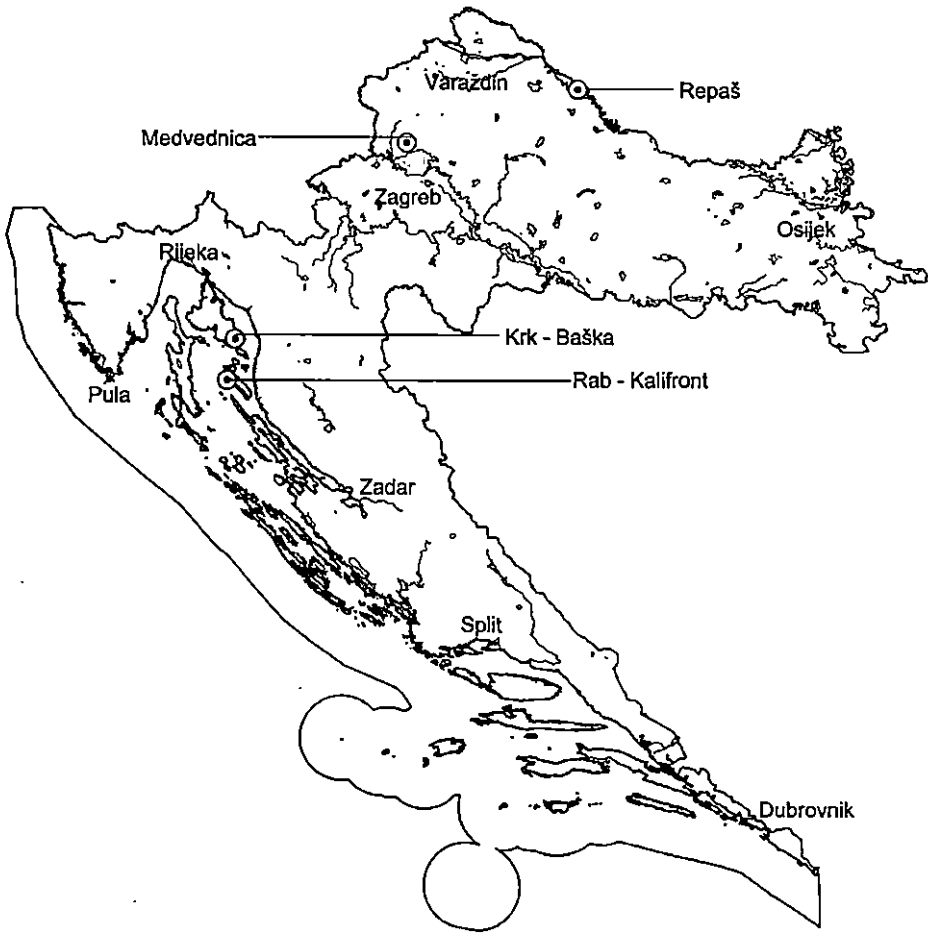 Varaždin
Repaš
Medvednica
Zagreb
Osijek
Rijeka
Krk - Baška
Rab - Kalifront
Pula
Zadar
Split
Dubrovnik